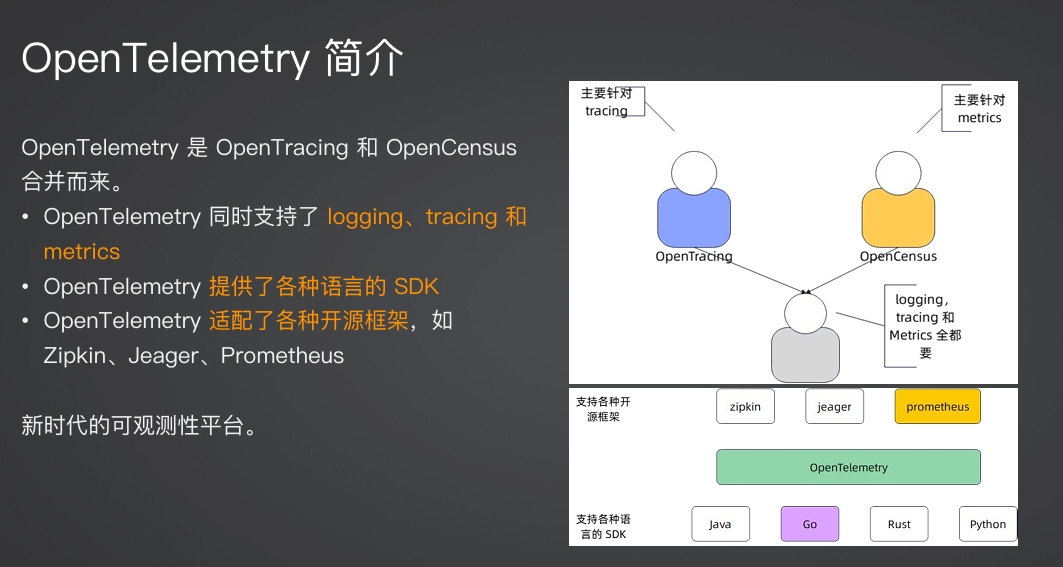 OpenTelemetry 简介
OpenTelemetry 是 OpenTracing 和 OpenCensus
合并而来。
• OpenTelemetry 同时支持了 logging、tracing 和
metrics
• OpenTelemetry 提供了各种语言的 SDK
• OpenTelemetry 适配了各种开源框架，如
Zipkin、Jeager、Prometheus
新时代的可观测性平台。
主要针对
tracing
主要针对
metrics
OpenTracing
OpenCensus
logging，
tracing 和
Metrics 全都
要
支持各种开
源框架
zipkin
jeager
prometheus
OpenTelemetry
支持各种语
言的 SDK
Java
Go
Rust
Python